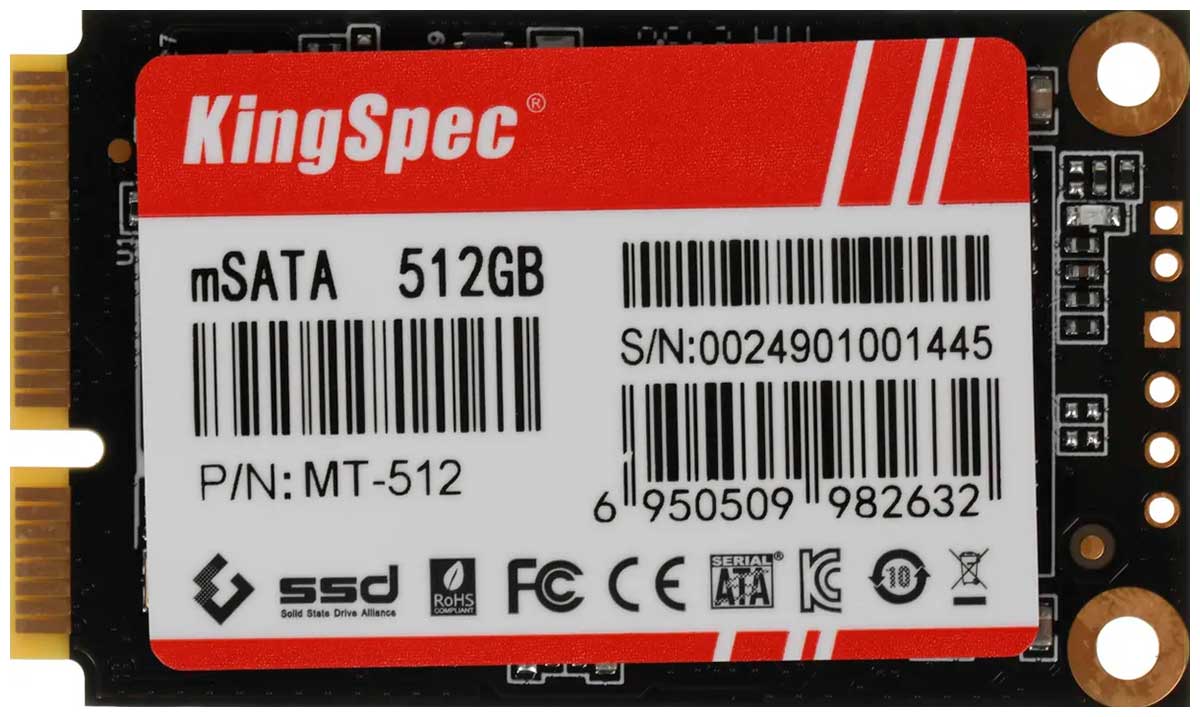 KingSpec®
mSATA 512GB
S/N:0024901001445
P/N: MT-512
6 950509 982632
ssd
Solid State Drive Alliance
RoHS
COMPLIANT
FC CE
SERIAL®
ATA
KC
10